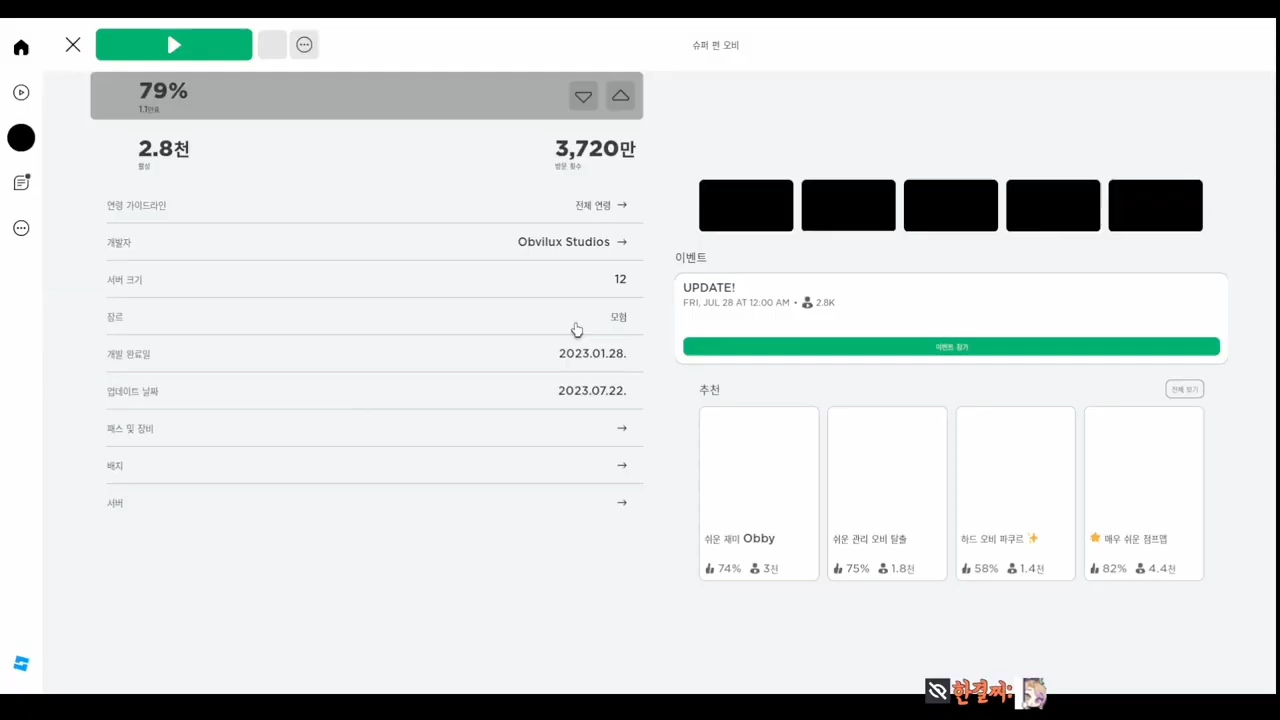 슈퍼 펀 오비
79%
1.1만표
2.8천
활성
3,720만
방문 횟수
연령 가이드라인
전체 연령
개발자
Obvilux Studios
서버 크기
12
장르
모험
개발 완료일
2023.01.28.
업데이트 날짜
2023.07.22.
패스 및 장비
배지
서버
이벤트
UPDATE!
FRI, JUL 28 AT 12:00 AM • 2.8K
이벤트 참가
추천
전체 보기
쉬운 재미 Obby
74% 3천
쉬운 관리 오비 탈출
75% 1.8천
하드 오비 파쿠르 ✨
58% 1.4천
매우 쉬운 점프맵
82% 4.4천
한결찌: